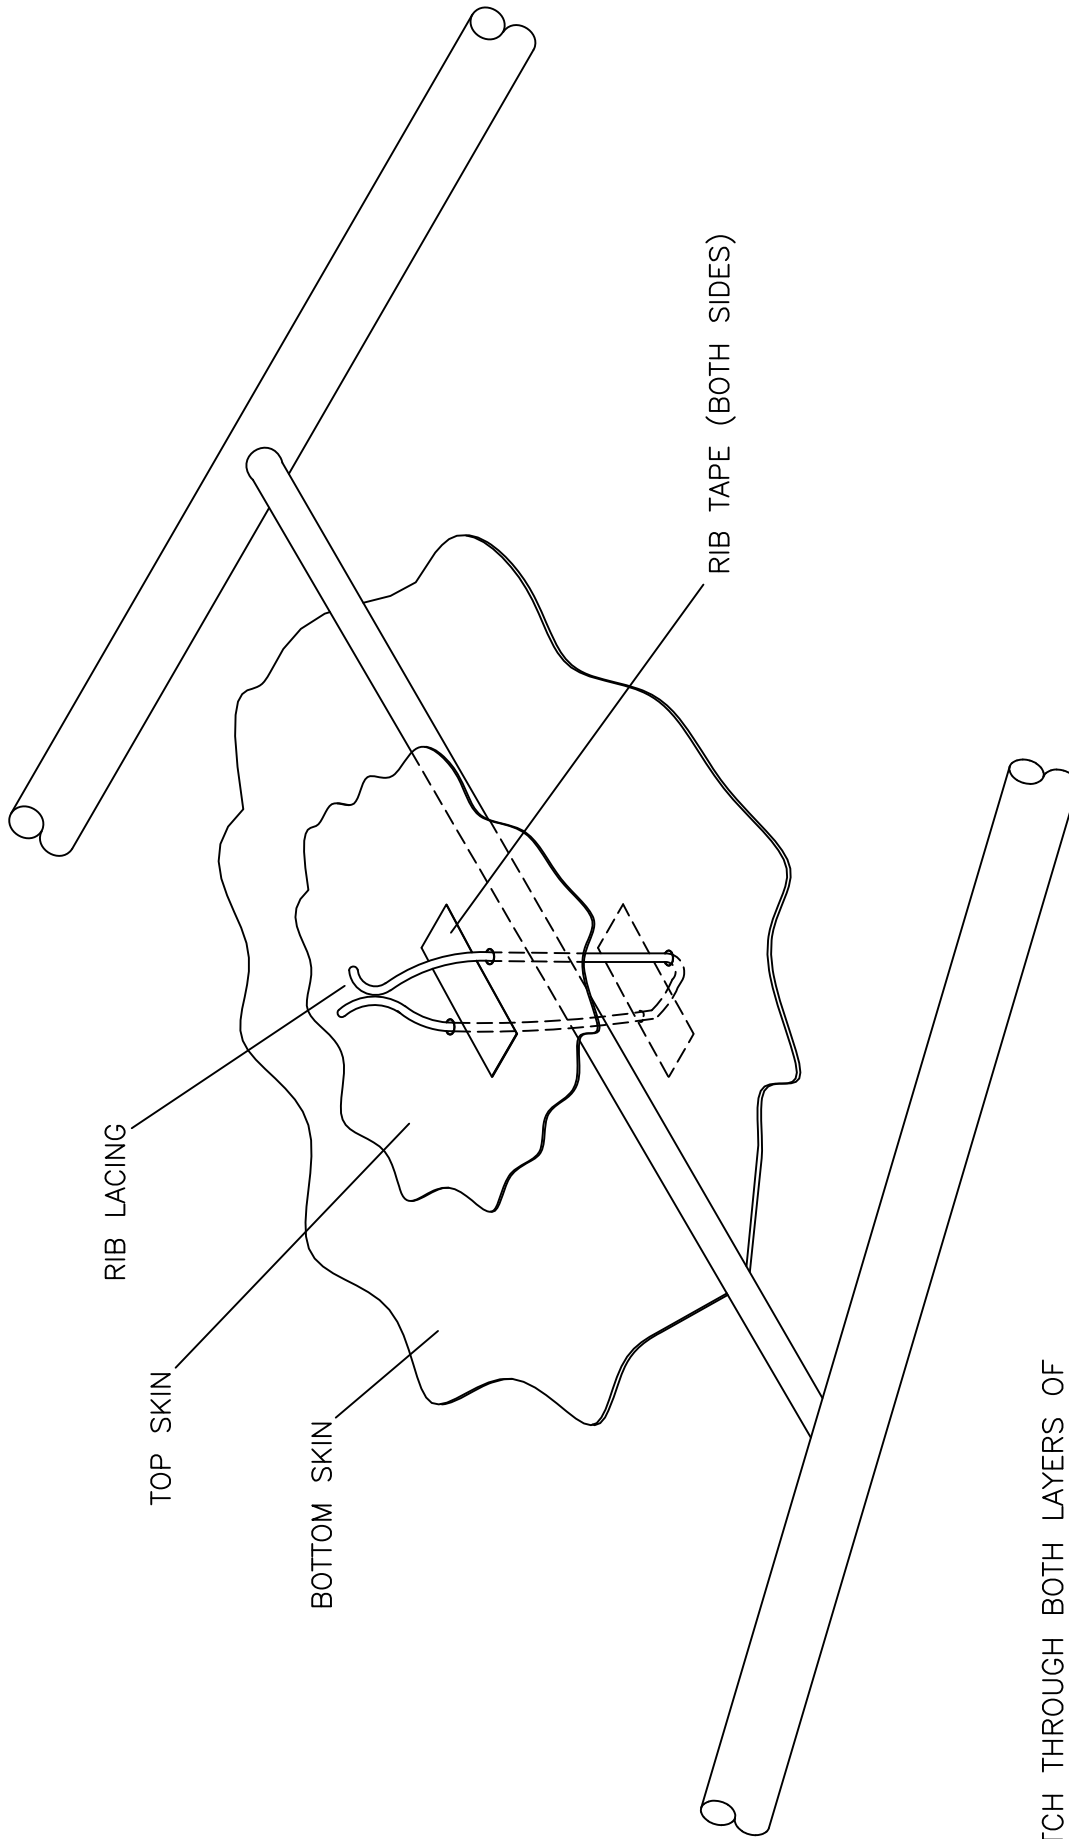 RIB LACING
TOP SKIN
BOTTOM SKIN
RIB TAPE (BOTH SIDES)
THROUGH BOTH LAYERS OF